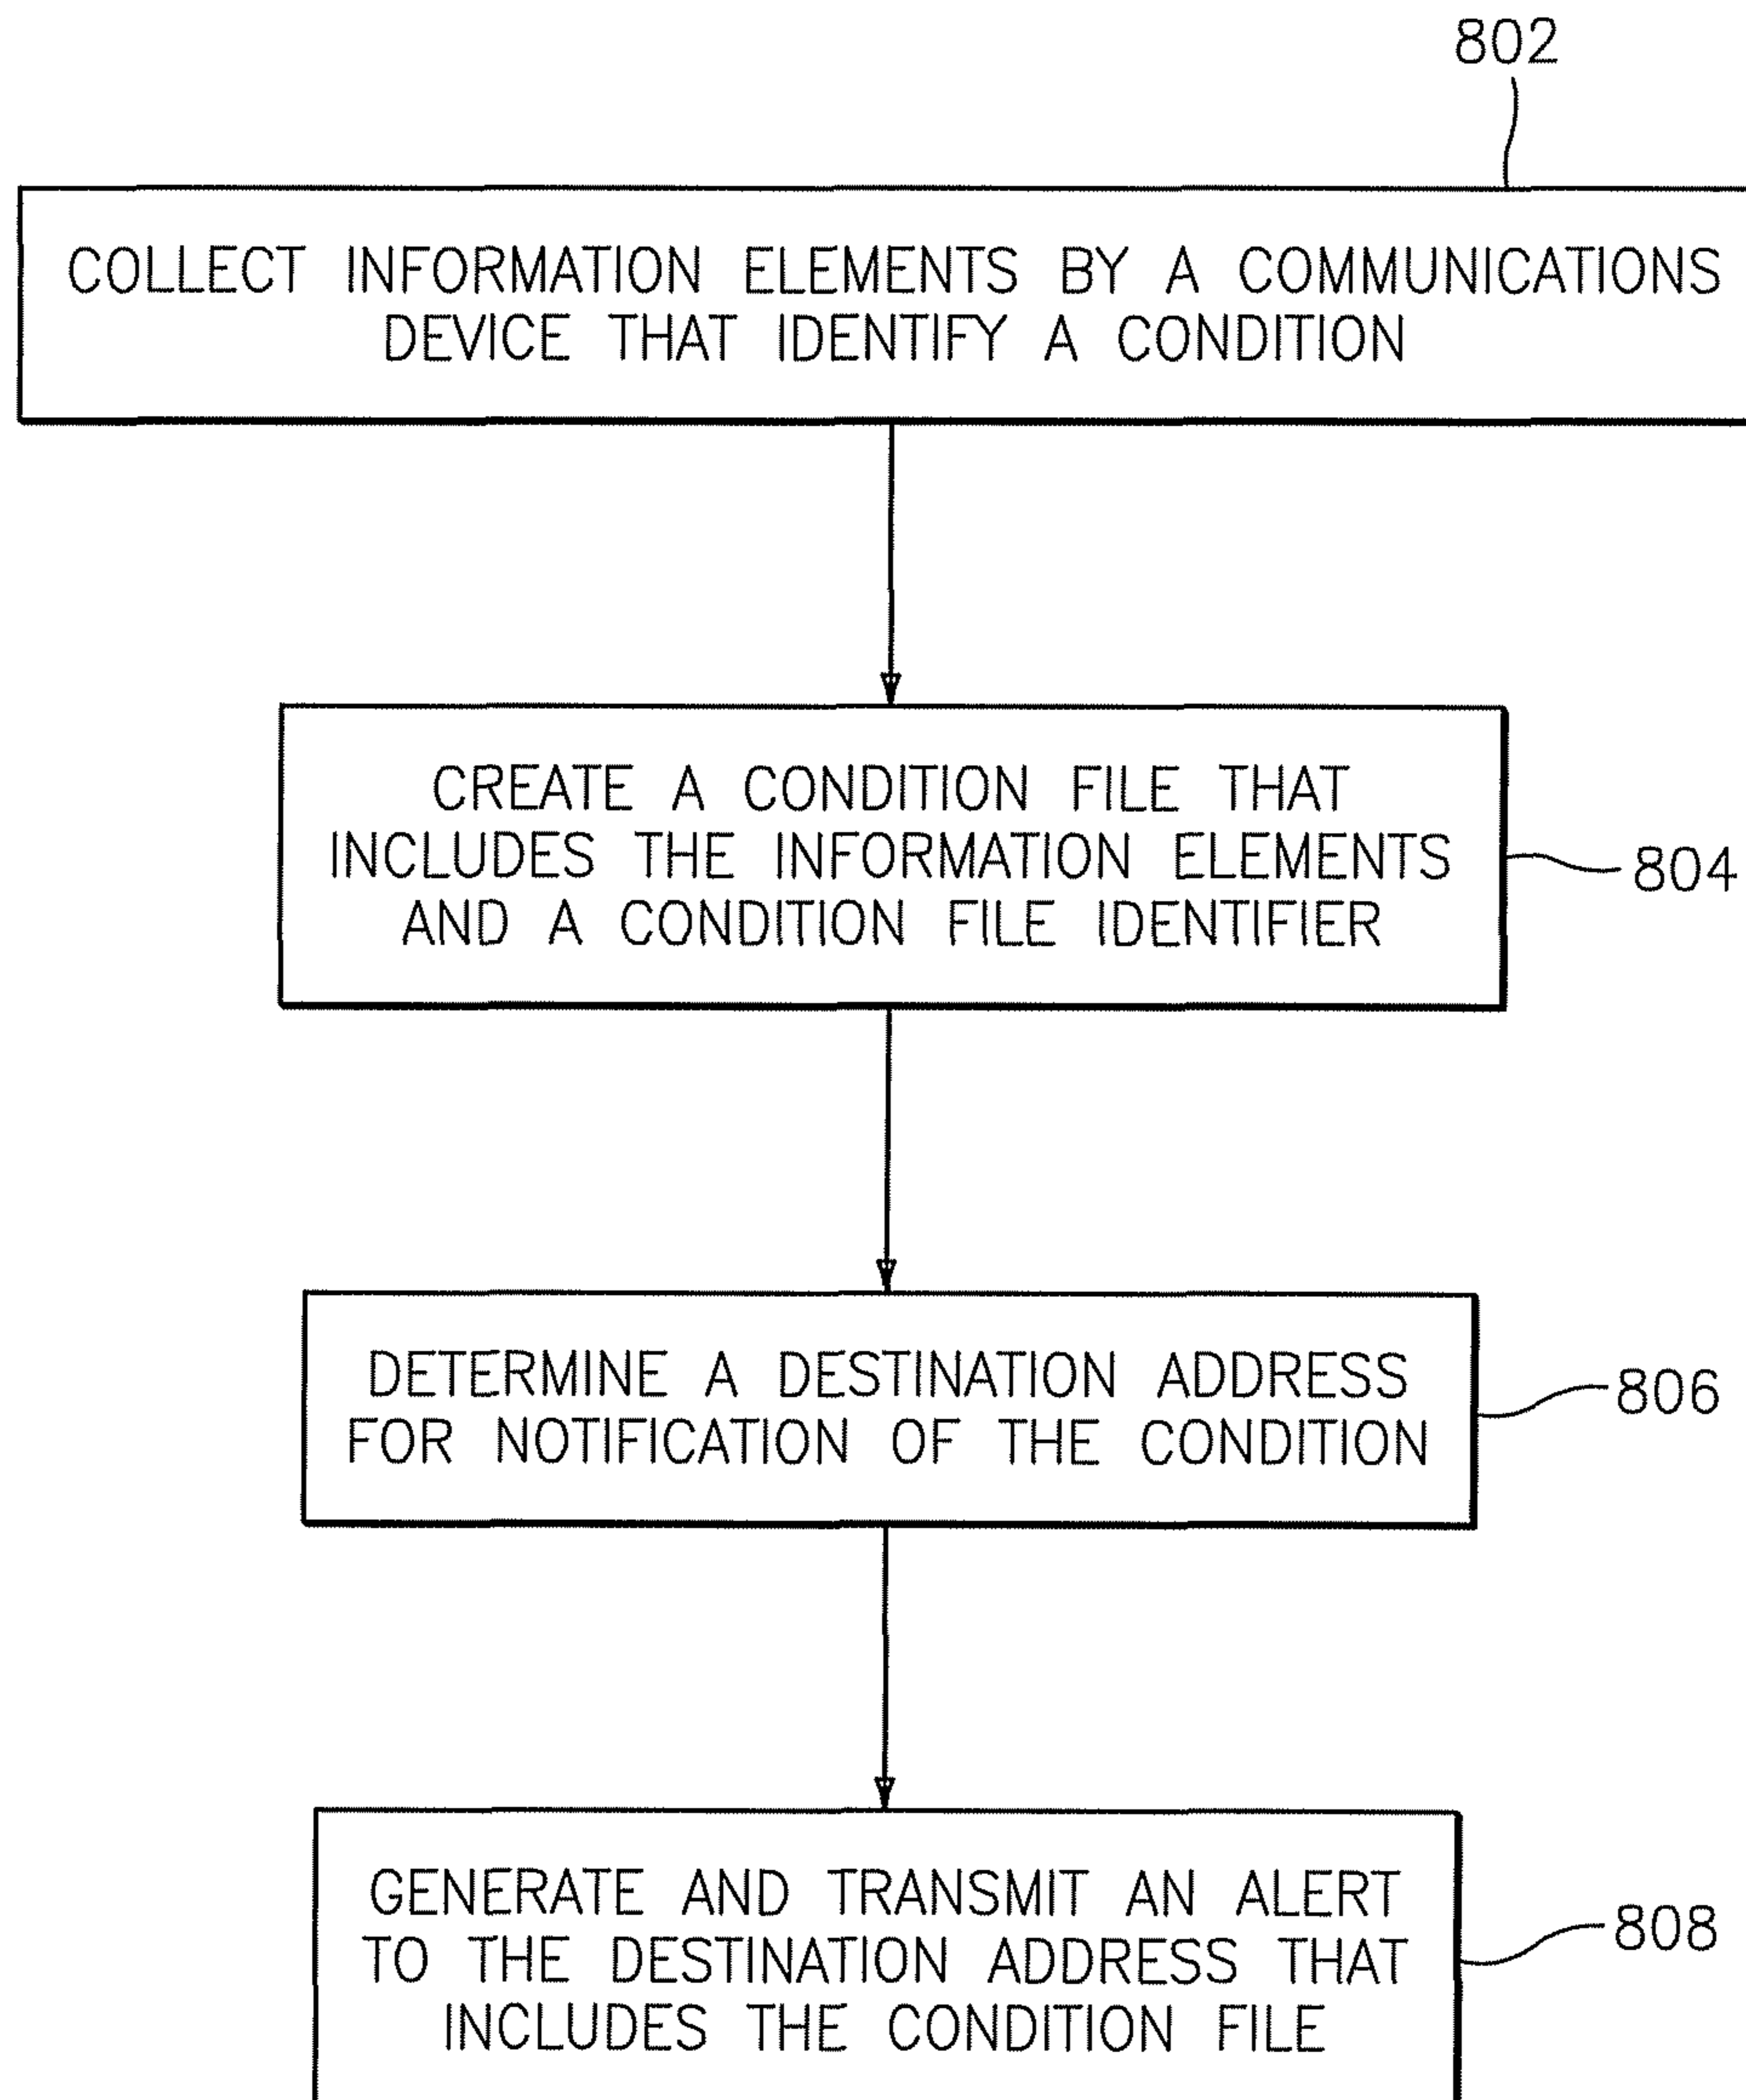 802
COLLECT INFORMATION ELEMENTS BY A COMMUNICATIONS
DEVICE THAT IDENTIFY A CONDITION
CREATE A CONDITION FILE THAT
INCLUDES THE INFORMATION ELEMENTS
AND A CONDITION FILE IDENTIFIER
804
DETERMINE A DESTINATION ADDRESS
FOR NOTIFICATION OF THE CONDITION
806
GENERATE AND TRANSMIT AN ALERT
TO THE DESTINATION ADDRESS THAT
INCLUDES THE CONDITION FILE
808